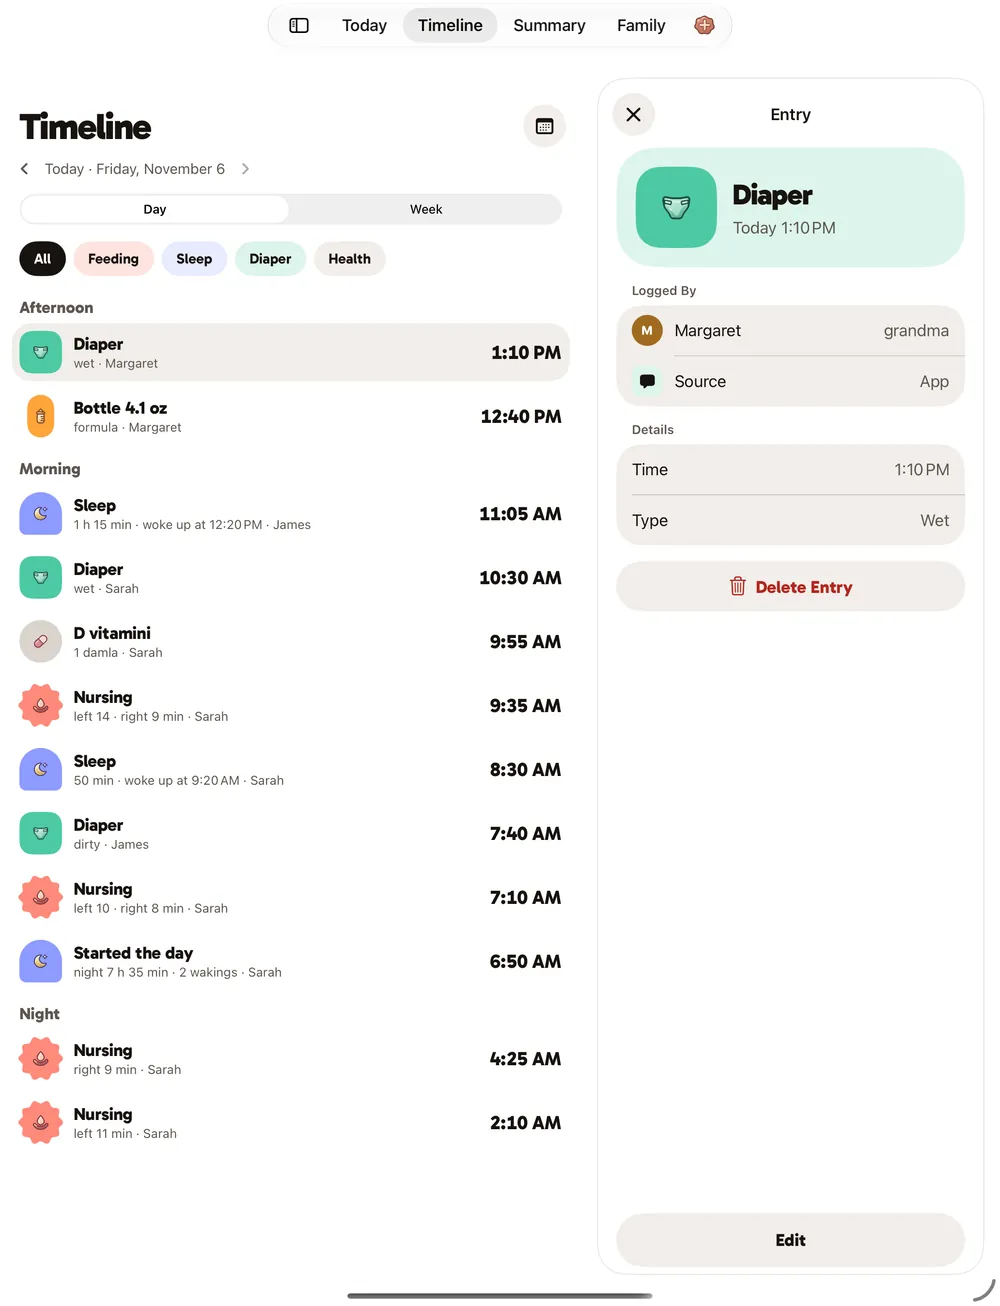 Today Timeline Summary Family
Timeline
Today · Friday, November 6
Day Week
All Feeding Sleep Diaper Health
Afternoon
Diaper
wet · Margaret
1:10 PM
Bottle 4.1 oz
formula · Margaret
12:40 PM
Morning
Sleep
1 h 15 min · woke up at 12:20 PM · James
11:05 AM
Diaper
wet · Sarah
10:30 AM
D vitamini
1 damla · Sarah
9:55 AM
Nursing
left 14 · right 9 min · Sarah
9:35 AM
Sleep
50 min · woke up at 9:20 AM · Sarah
8:30 AM
Diaper
dirty · James
7:40 AM
Nursing
left 10 · right 8 min · Sarah
7:10 AM
Started the day
night 7 h 35 min · 2 wakings · Sarah
6:50 AM
Night
Nursing
right 9 min · Sarah
4:25 AM
Nursing
left 11 min · Sarah
2:10 AM
Entry
Diaper
Today 1:10 PM
Logged By
M Margaret grandma
Source App
Details
Time 1:10 PM
Type Wet
Delete Entry
Edit